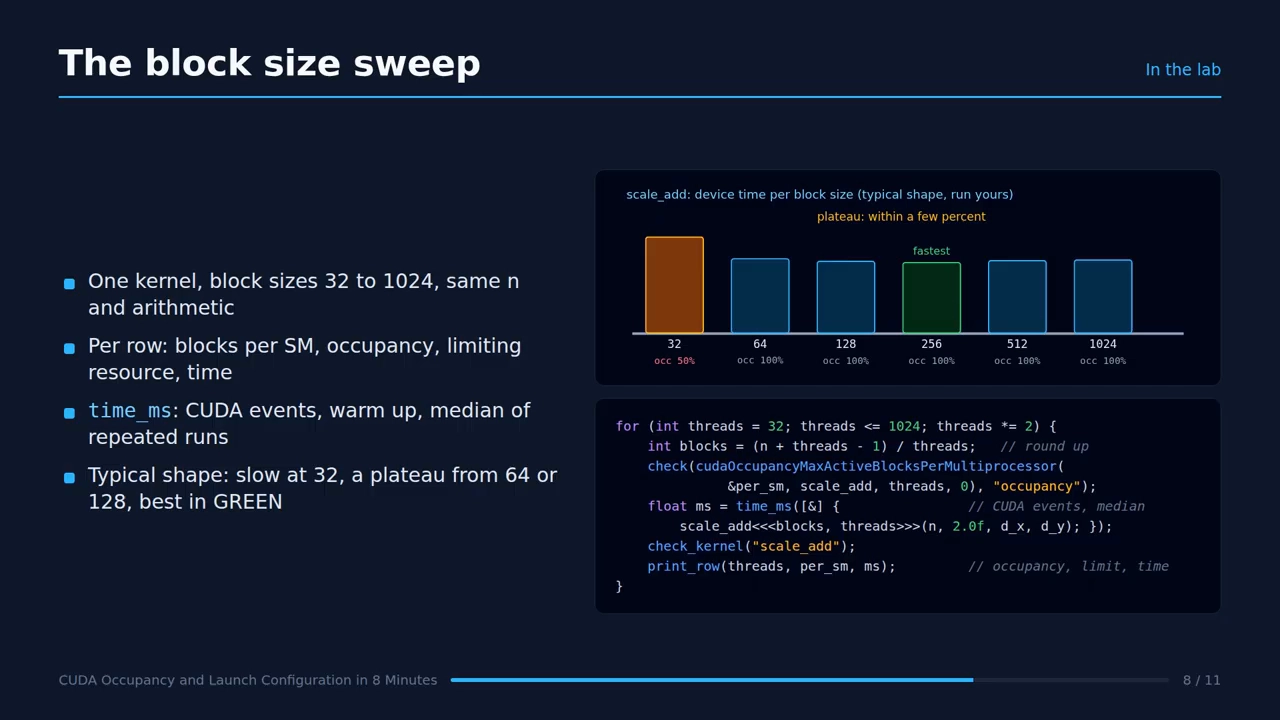 The block size sweep
In the lab
One kernel, block sizes 32 to 1024, same n
and arithmetic
Per row: blocks per SM, occupancy, limiting
resource, time
time_ms: CUDA events, warm up, median of
repeated runs
Typical shape: slow at 32, a plateau from 64 or
128, best in GREEN
scale_add: device time per block size (typical shape, run yours)
plateau: within a few percent
fastest
32 64 128 256 512 1024
occ 50% occ 100% occ 100% occ 100% occ 100% occ 100%
for (int threads = 32; threads <= 1024; threads *= 2) {
    int blocks = (n + threads - 1) / threads;   // round up
    check(cudaOccupancyMaxActiveBlocksPerMultiprocessor(
              &per_sm, scale_add, threads, 0), "occupancy");
    float ms = time_ms([&] {                // CUDA events, median
        scale_add<<<blocks, threads>>>(n, 2.0f, d_x, d_y); });
    check_kernel("scale_add");
    print_row(threads, per_sm, ms);         // occupancy, limit, time
}
CUDA Occupancy and Launch Configuration in 8 Minutes
8 / 11